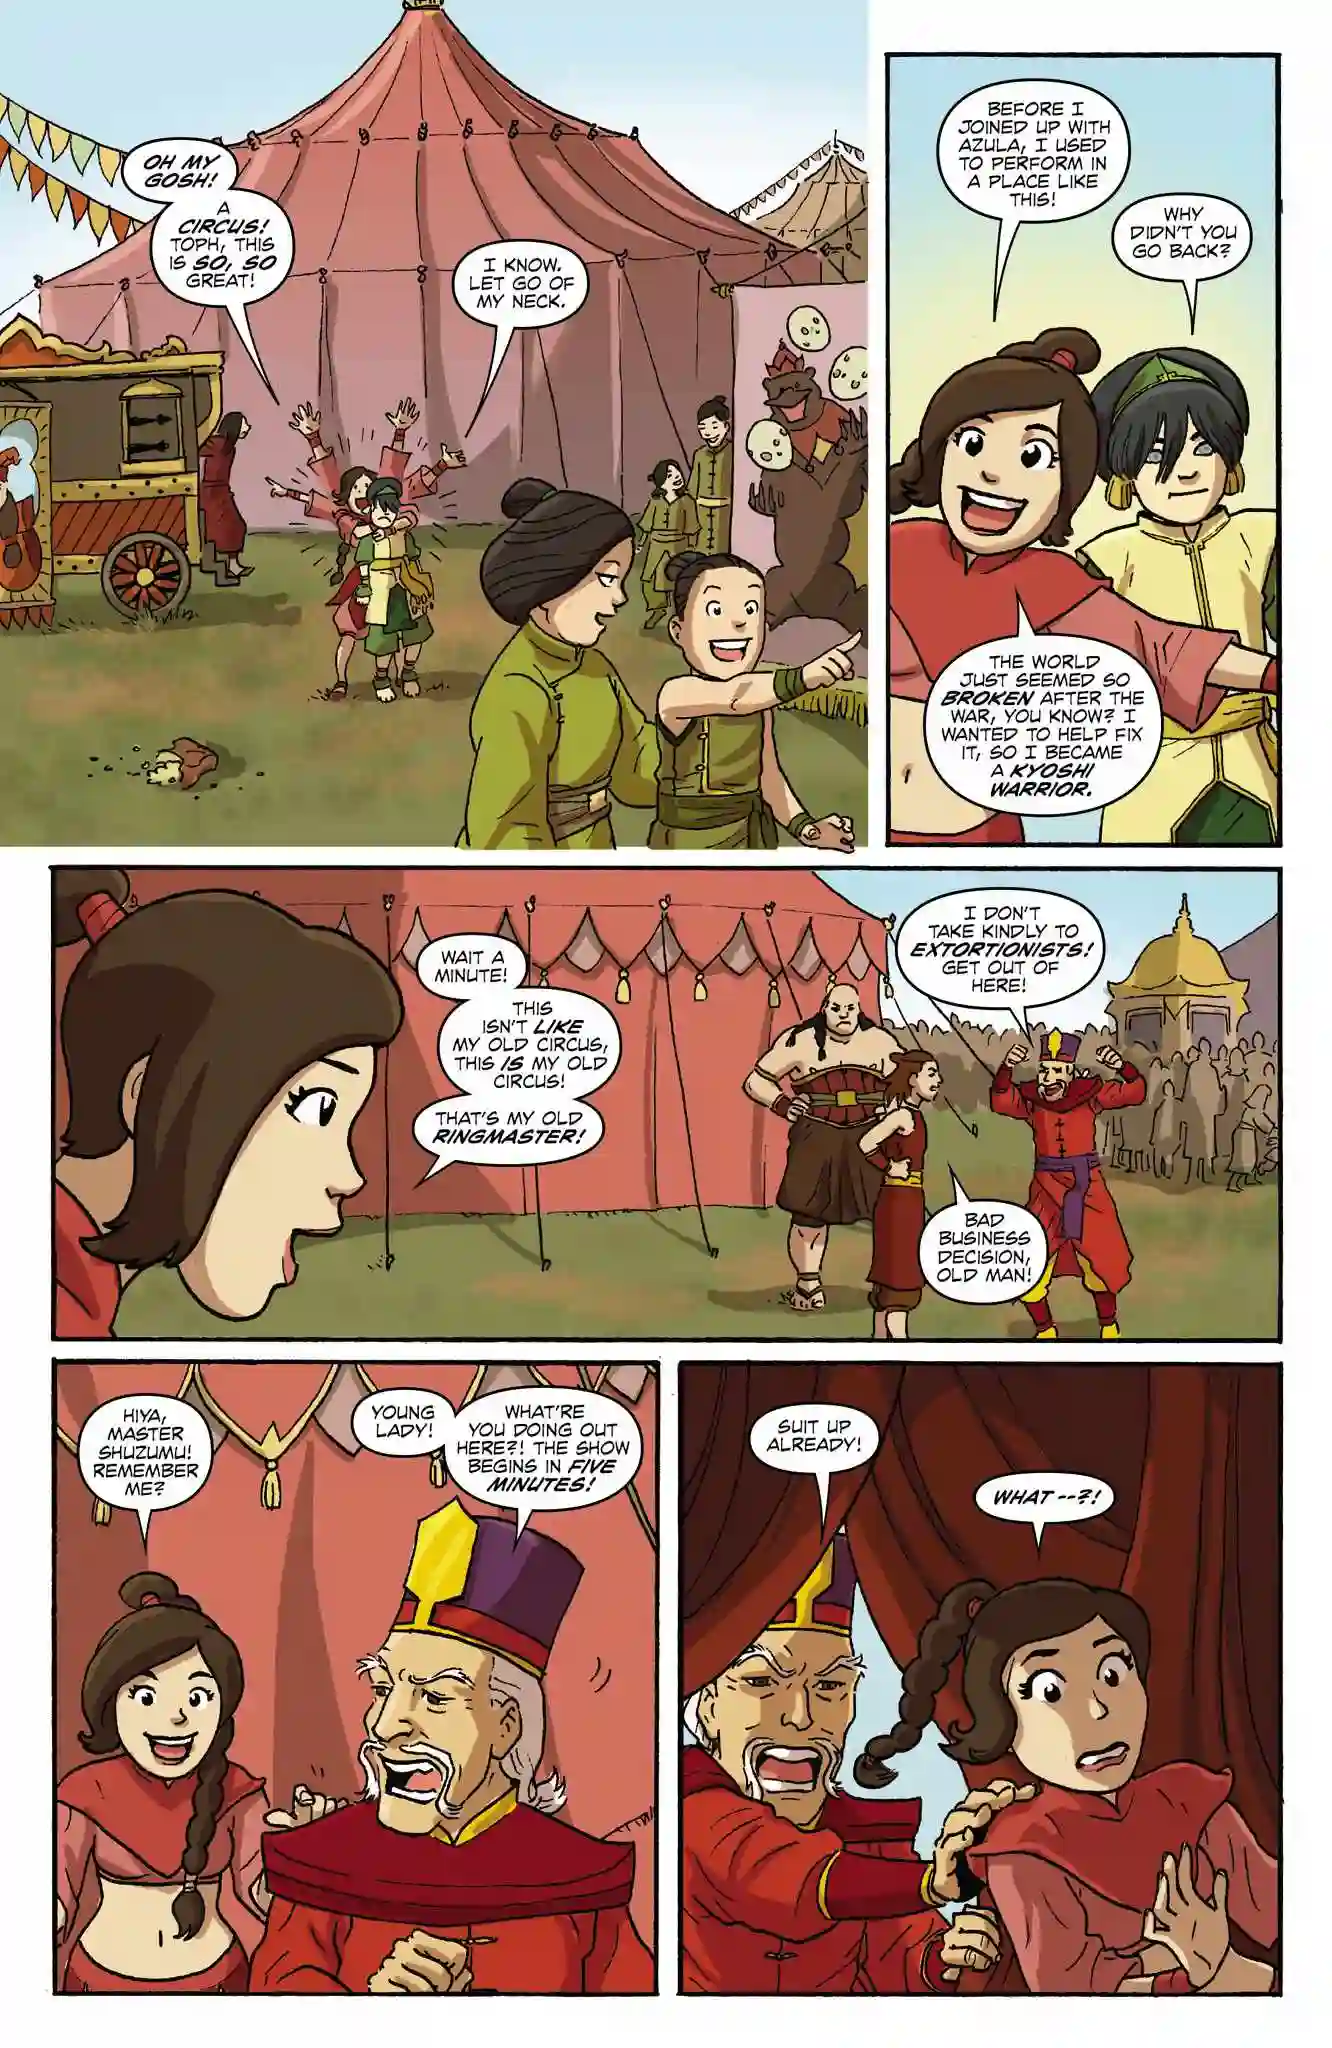 OH MY
GOSH!
A
CIRCUS!
TOPH, THIS
IS SO, SO
GREAT!
I KNOW.
LET GO OF
MY NECK.
BEFORE I
JOINED UP WITH
AZULA, I USED
TO PERFORM IN
A PLACE LIKE
THIS!
WHY
DIDN'T YOU
GO BACK?
THE WORLD
JUST SEEMED SO
BROKEN AFTER THE
WAR, YOU KNOW? I
WANTED TO HELP FIX
IT, SO I BECAME
A KYOSHI
WARRIOR.
WAIT A
MINUTE!
THIS
ISN'T LIKE
MY OLD CIRCUS,
THIS IS MY OLD
CIRCUS!
THAT'S MY OLD
RINGMASTER!
I DON'T
TAKE KINDLY TO
EXTORTIONISTS!
GET OUT OF
HERE!
BAD
BUSINESS
DECISION,
OLD MAN!
HIYA,
MASTER
SHUZUMU!
REMEMBER
ME?
YOUNG
LADY!
WHAT'RE
YOU DOING OUT
HERE?! THE SHOW
BEGINS IN FIVE
MINUTES!
SUIT UP
ALREADY!
WHAT --?!